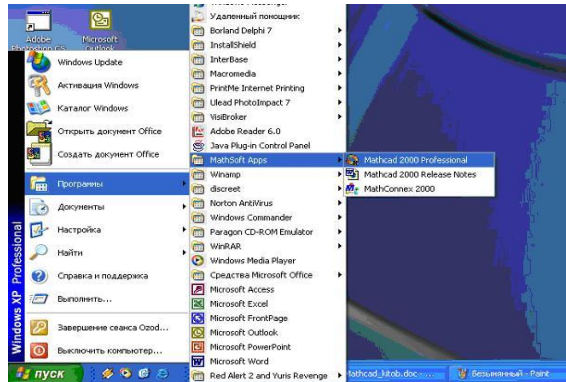 Adobe
Photoshop CS
Microsoft
Outlook
Windows Update
Активация Windows
Каталог Windows
Открыть документ Office
Создать документ Office
Программы
Документы
Настройка
Найти
Справка и поддержка
Выполнить...
Завершение сеанса Ozod...
Выключить компьютер...
Windows XP Professional
Удаленный помощник
Borland Delphi 7
InstallShield
InterBase
Macromedia
PrintMe Internet Printing
Ulead PhotoImpact 7
VisiBroker
Adobe Reader 6.0
Java Plug-in Control Panel
MathSoft Apps
Winamp
discreet
Norton AntiVirus
Windows Commander
Paragon CD-ROM Emulator
WinRAR
Windows Media Player
Средства Microsoft Office
Microsoft Access
Microsoft Excel
Microsoft FrontPage
Microsoft Outlook
Microsoft PowerPoint
Microsoft Word
Red Alert 2 and Yuris Revenge
Mathcad 2000 Professional
Mathcad 2000 Release Notes
MathConnex 2000
пуск
Mathcad_kitob.doc - ...
Безымянный - Paint